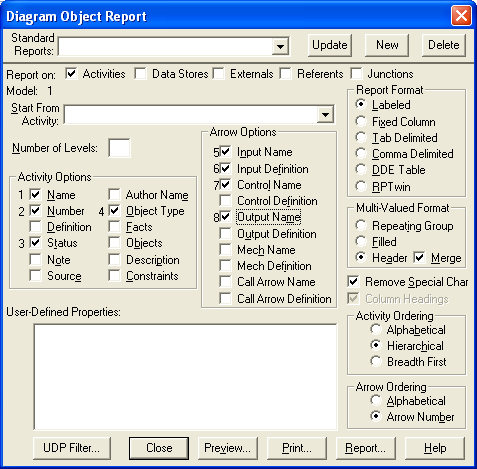 Diagram Object Report
Standard Reports:
Update
New
Delete
Report on:
Activities
Data Stores
Externals
Referents
Junctions
Model: 1
Start From Activity:
Number of Levels:
Activity Options
1 Name
2 Number
Definition
3 Status
Note
Source
Author Name
4 Object Type
Facts
Objects
Description
Constraints
Arrow Options
5 Input Name
6 Input Definition
7 Control Name
Control Definition
8 Output Name
Output Definition
Mech Name
Mech Definition
Call Arrow Name
Call Arrow Definition
Report Format
Labeled
Fixed Column
Tab Delimited
Comma Delimited
DDE Table
RPTwin
Multi-Valued Format
Repeating Group
Filled
Header
Merge
Remove Special Char
Column Headings
Activity Ordering
Alphabetical
Hierarchical
Breadth First
Arrow Ordering
Alphabetical
Arrow Number
User-Defined Properties:
UDP Filter...
Close
Preview...
Print...
Report...
Help